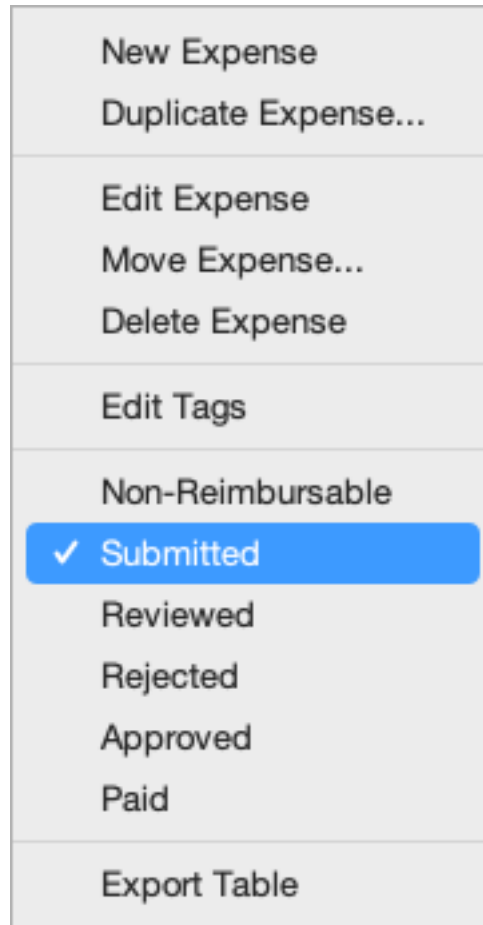 New Expense
Duplicate Expense...
Edit Expense
Move Expense...
Delete Expense
Edit Tags
Non-Reimbursable
✓ Submitted
Reviewed
Rejected
Approved
Paid
Export Table